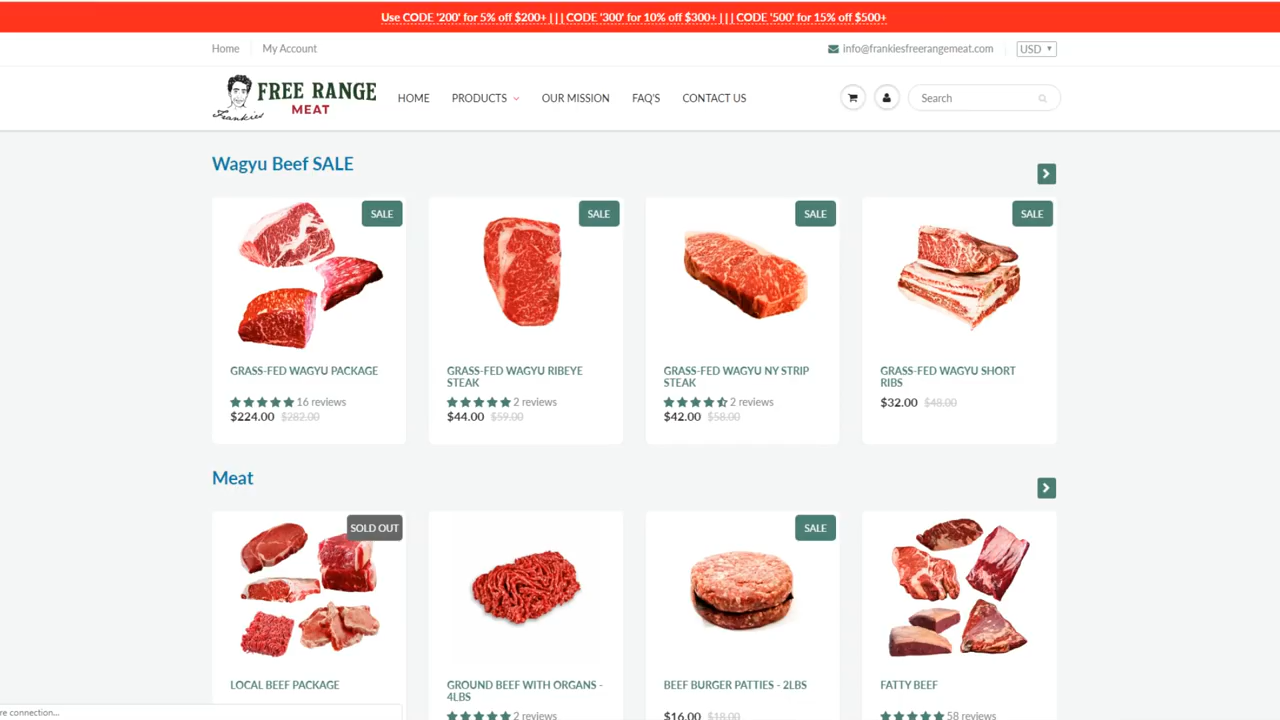 Use CODE '200' for 5% off $200+ | | | CODE '300' for 10% off $300+ | | | CODE '500' for 15% off $500+
Home
My Account
info@frankiesfreerangemeat.com
USD
FREE RANGE
MEAT
Frankies
HOME
PRODUCTS
OUR MISSION
FAQ'S
CONTACT US
Search
Wagyu Beef SALE
SALE
SALE
SALE
SALE
GRASS-FED WAGYU PACKAGE
16 reviews
$224.00 $282.00
GRASS-FED WAGYU RIBEYE
STEAK
2 reviews
$44.00 $59.00
GRASS-FED WAGYU NY STRIP
STEAK
2 reviews
$42.00 $58.00
GRASS-FED WAGYU SHORT
RIBS
$32.00 $48.00
Meat
SOLD OUT
SALE
LOCAL BEEF PACKAGE
GROUND BEEF WITH ORGANS -
4LBS
2 reviews
BEEF BURGER PATTIES - 2LBS
$16.00 $18.00
FATTY BEEF
58 reviews
re connection...